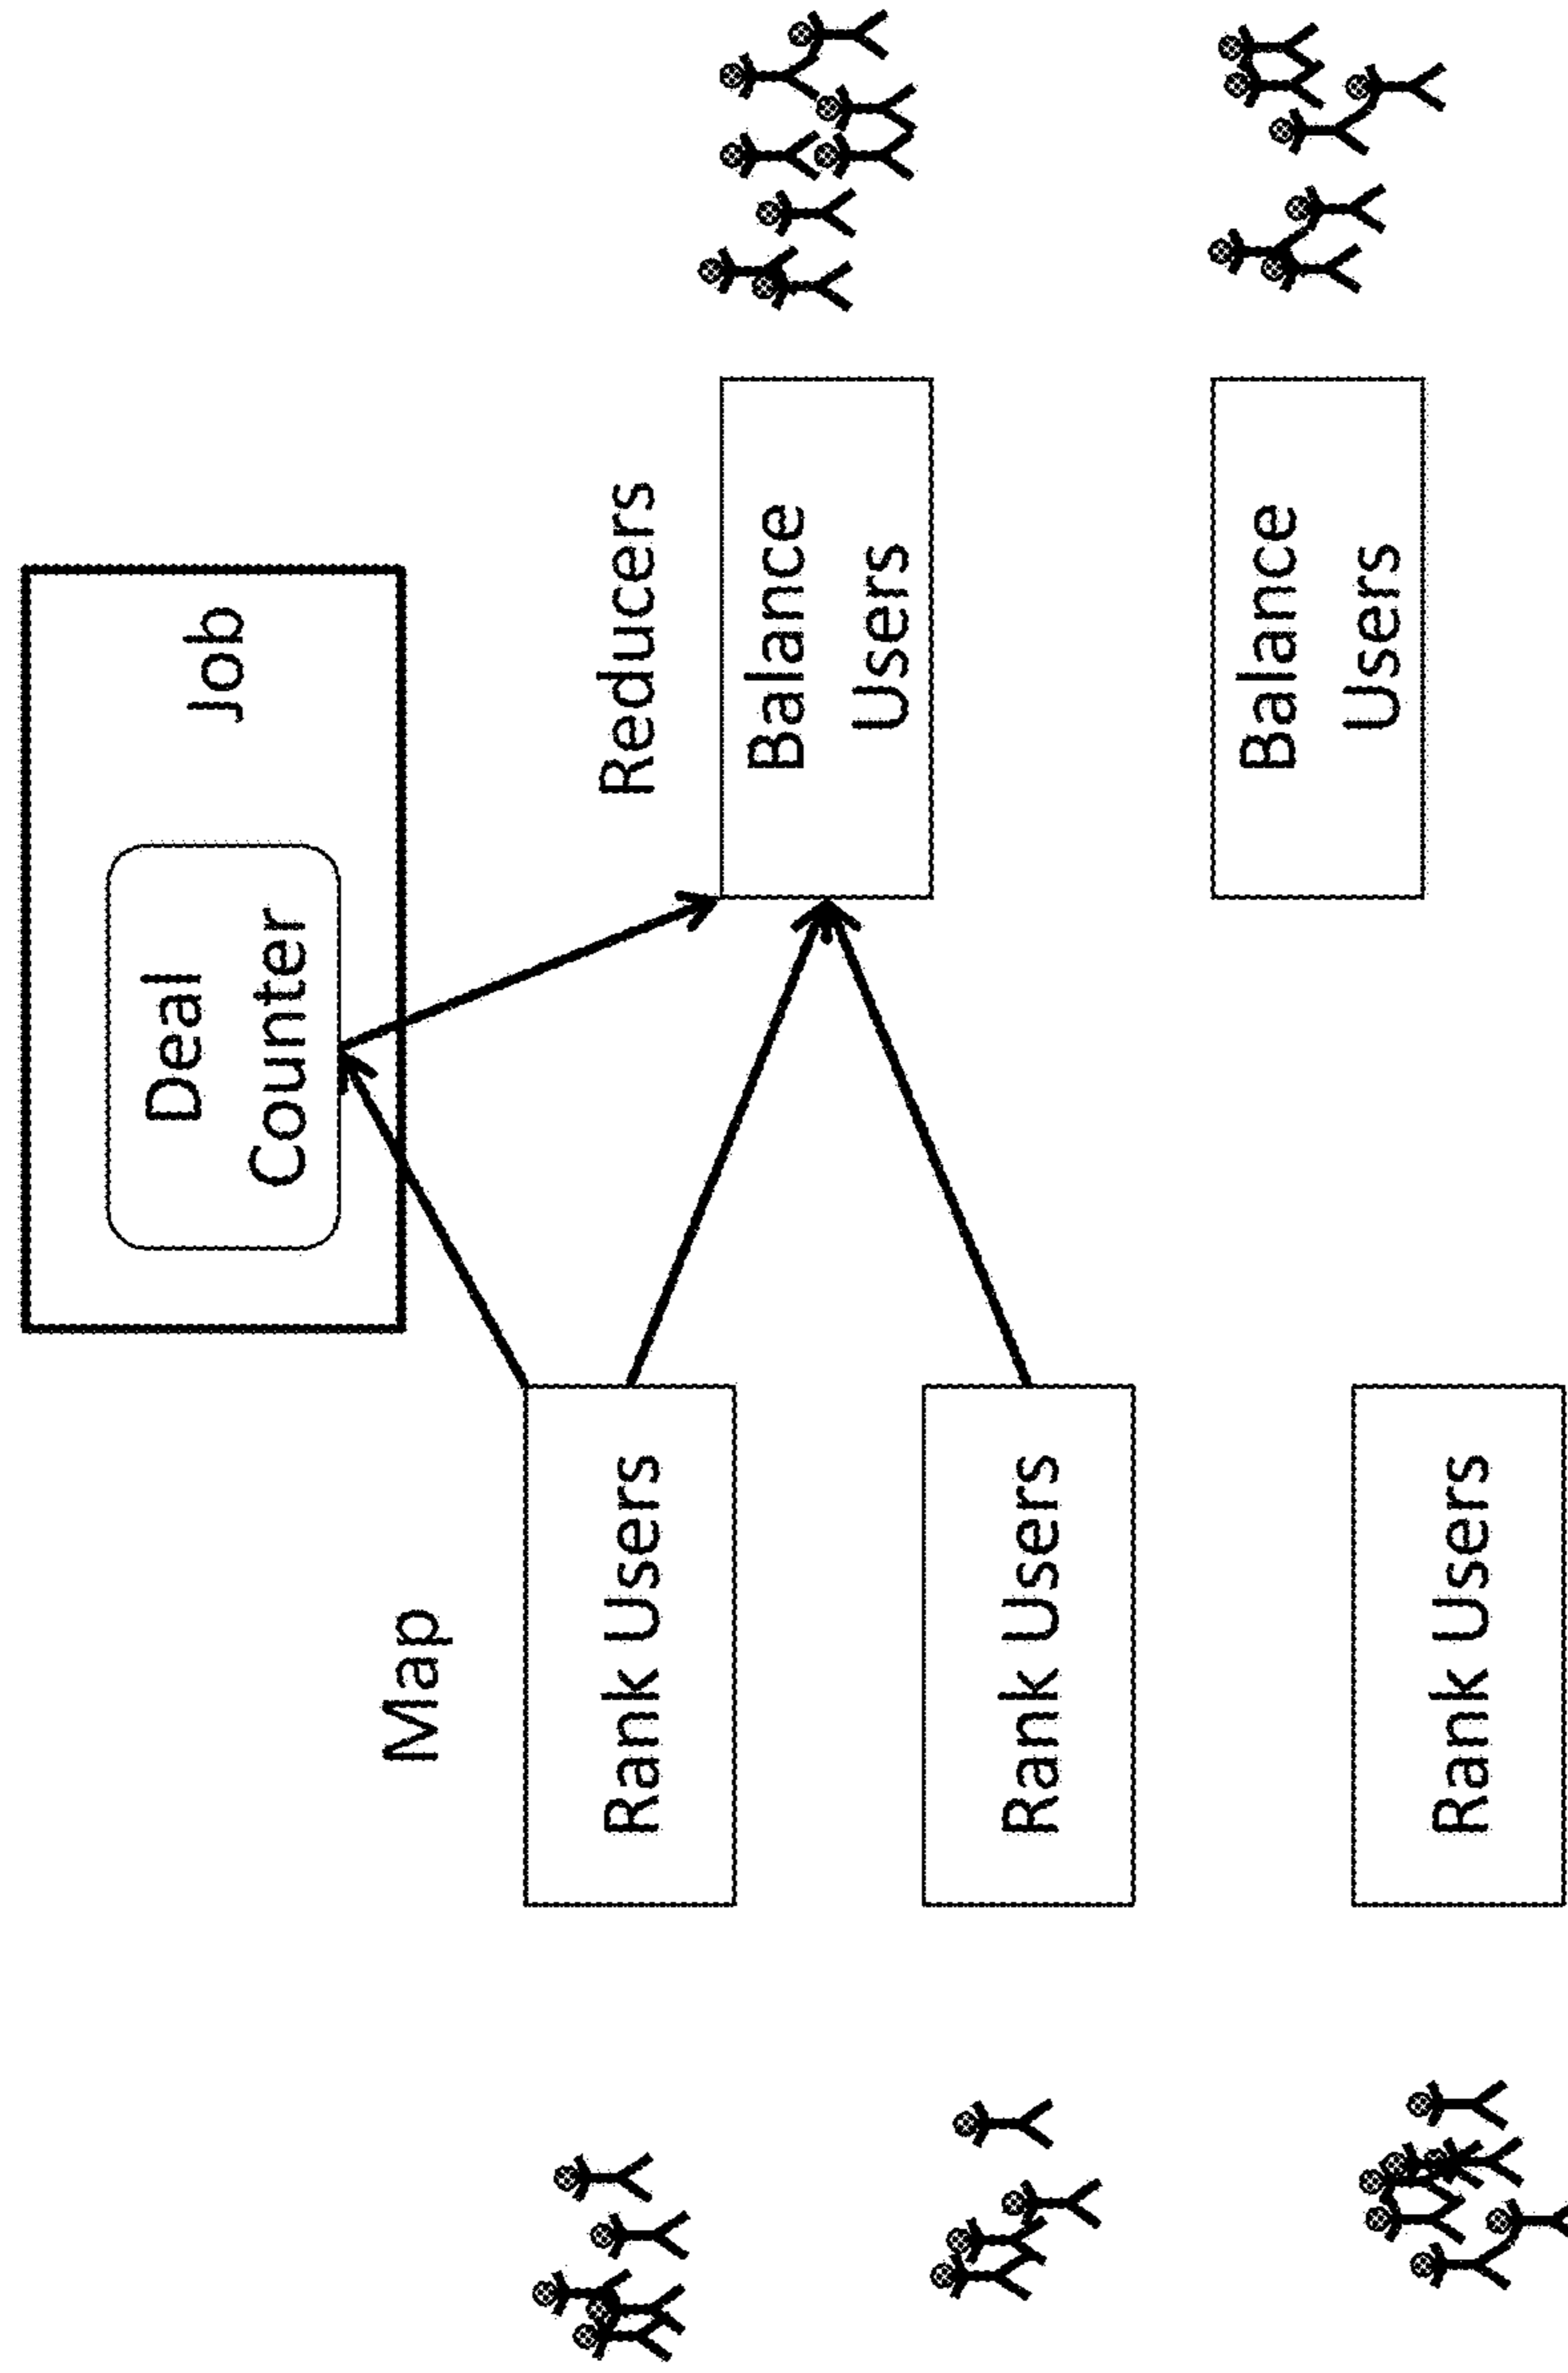 Deal
Counter
Job
Map
Reducers
Rank Users
Balance
Users
Rank Users
Balance
Users
Rank Users